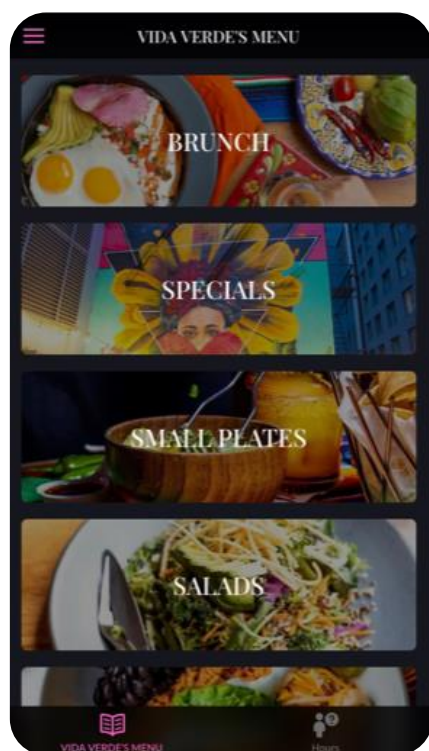 VIDA VERDE'S MENU
BRUNCH
SPECIALS
SMALL PLATES
SALADS
VIDA VERDE'S MENU
Hours